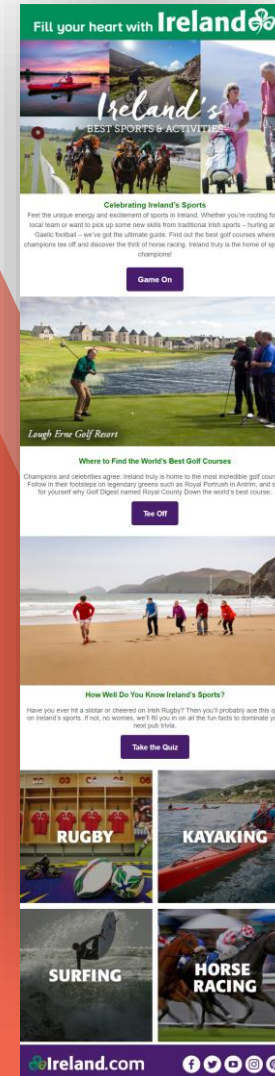 Fill your heart with Ireland
Ireland's
BEST SPORTS & ACTIVITIES
Celebrating Ireland's Sports
Feel the unique energy and excitement of sports in Ireland. Whether you're rooting
local team or want to pick up some new skills from traditional Irish sports – hurling
Gaelic football – we've got the ultimate guide. Find out the best golf courses where
champions tee off and discover the thrill of horse racing. Ireland truly is the home of
champions!
Game On
Lough Erne Golf Resort
Where to Find the World's Best Golf Courses
Champions and celebrities agree: Ireland truly is home to the most incredible golf
Follow in their footsteps on legendary greens such as Royal Portrush in Antrim, and
for yourself why Golf Digest named Royal County Down the world's best course.
Tee Off
How Well Do You Know Ireland's Sports?
Have you ever hit a sliotar or cheered on Irish Rugby? Then you'll probably ace this
on Ireland's sports. If not, no worries, we'll fill you in on all the fun facts to dominate
next pub trivia.
Take the Quiz
03
RUGBY
KAYAKING
SURFING
HORSE
RACING
Ireland.com